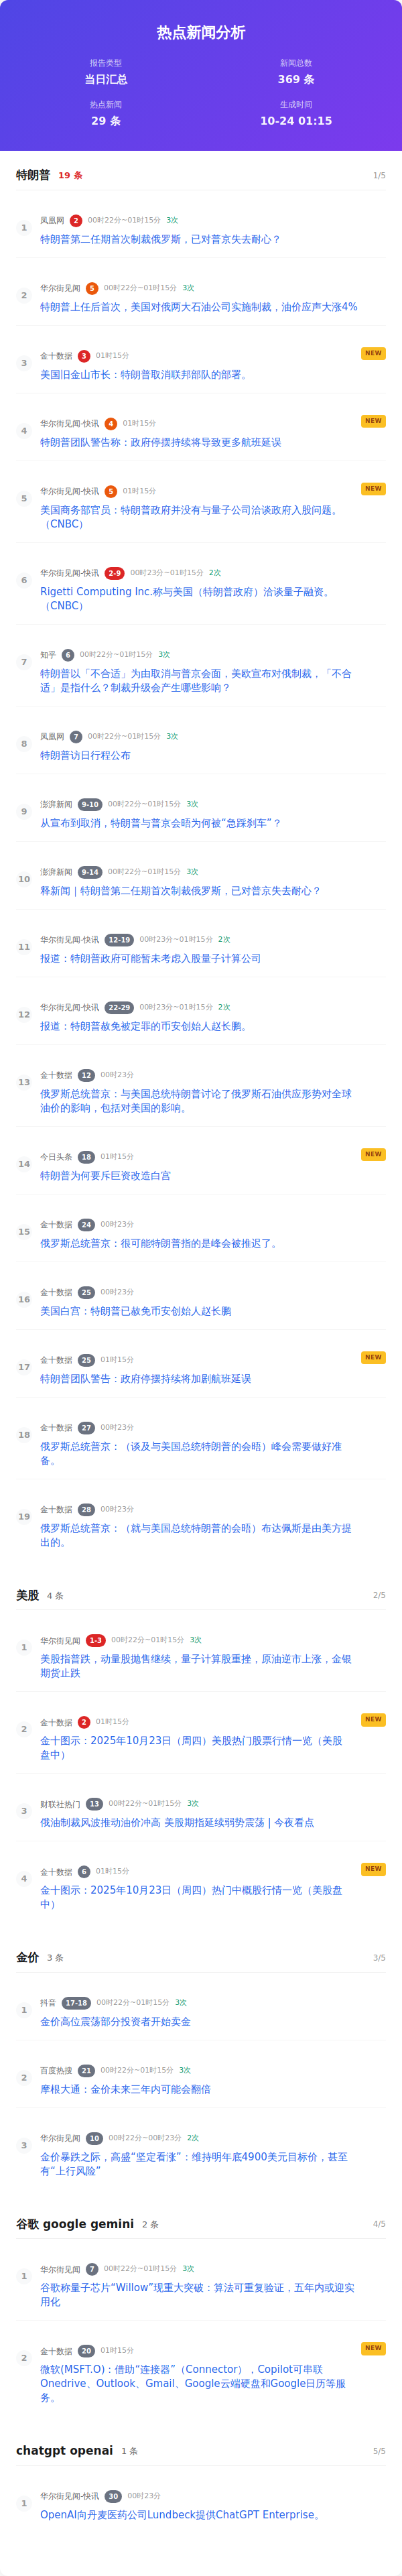 热点新闻分析
报告类型
当日汇总
新闻总数
369 条
热点新闻
29 条
生成时间
10-24 01:15
特朗普 19 条 1/5
1
凤凰网 2 00时22分~01时15分 3次
特朗普第二任期首次制裁俄罗斯，已对普京失去耐心？
2
华尔街见闻 5 00时22分~01时15分 3次
特朗普上任后首次，美国对俄两大石油公司实施制裁，油价应声大涨4%
3
金十数据 3 01时15分 NEW
美国旧金山市长：特朗普取消联邦部队的部署。
4
华尔街见闻-快讯 4 01时15分 NEW
特朗普团队警告称：政府停摆持续将导致更多航班延误
5
华尔街见闻-快讯 5 01时15分 NEW
美国商务部官员：特朗普政府并没有与量子公司洽谈政府入股问题。
（CNBC）
6
华尔街见闻-快讯 2-9 00时23分~01时15分 2次
Rigetti Computing Inc.称与美国（特朗普政府）洽谈量子融资。
（CNBC）
7
知乎 6 00时22分~01时15分 3次
特朗普以「不合适」为由取消与普京会面，美欧宣布对俄制裁，「不合
适」是指什么？制裁升级会产生哪些影响？
8
凤凰网 7 00时22分~01时15分 3次
特朗普访日行程公布
9
澎湃新闻 9-10 00时22分~01时15分 3次
从宣布到取消，特朗普与普京会晤为何被“急踩刹车”？
10
澎湃新闻 9-14 00时22分~01时15分 3次
释新闻｜特朗普第二任期首次制裁俄罗斯，已对普京失去耐心？
11
华尔街见闻-快讯 12-19 00时23分~01时15分 2次
报道：特朗普政府可能暂未考虑入股量子计算公司
12
华尔街见闻-快讯 22-29 00时23分~01时15分 2次
报道：特朗普赦免被定罪的币安创始人赵长鹏。
13
金十数据 12 00时23分
俄罗斯总统普京：与美国总统特朗普讨论了俄罗斯石油供应形势对全球
油价的影响，包括对美国的影响。
14
今日头条 18 01时15分 NEW
特朗普为何要斥巨资改造白宫
15
金十数据 24 00时23分
俄罗斯总统普京：很可能特朗普指的是峰会被推迟了。
16
金十数据 25 00时23分
美国白宫：特朗普已赦免币安创始人赵长鹏
17
金十数据 25 01时15分 NEW
特朗普团队警告：政府停摆持续将加剧航班延误
18
金十数据 27 00时23分
俄罗斯总统普京：（谈及与美国总统特朗普的会晤）峰会需要做好准
备。
19
金十数据 28 00时23分
俄罗斯总统普京：（就与美国总统特朗普的会晤）布达佩斯是由美方提
出的。
美股 4 条 2/5
1
华尔街见闻 1-3 00时22分~01时15分 3次
美股指普跌，动量股抛售继续，量子计算股重挫，原油逆市上涨，金银
期货止跌
2
金十数据 2 01时15分 NEW
金十图示：2025年10月23日（周四）美股热门股票行情一览（美股
盘中）
3
财联社热门 13 00时22分~01时15分 3次
俄油制裁风波推动油价冲高 美股期指延续弱势震荡 | 今夜看点
4
金十数据 6 01时15分 NEW
金十图示：2025年10月23日（周四）热门中概股行情一览（美股盘
中）
金价 3 条 3/5
1
抖音 17-18 00时22分~01时15分 3次
金价高位震荡部分投资者开始卖金
2
百度热搜 21 00时22分~01时15分 3次
摩根大通：金价未来三年内可能会翻倍
3
华尔街见闻 10 00时22分~00时23分 2次
金价暴跌之际，高盛“坚定看涨”：维持明年底4900美元目标价，甚至
有“上行风险”
谷歌 google gemini 2 条 4/5
1
华尔街见闻 7 00时22分~01时15分 3次
谷歌称量子芯片“Willow”现重大突破：算法可重复验证，五年内或迎实
用化
2
金十数据 20 01时15分 NEW
微软(MSFT.O)：借助“连接器”（Connector），Copilot可串联
Onedrive、Outlook、Gmail、Google云端硬盘和Google日历等服
务。
chatgpt openai 1 条 5/5
1
华尔街见闻-快讯 30 00时23分
OpenAI向丹麦医药公司Lundbeck提供ChatGPT Enterprise。